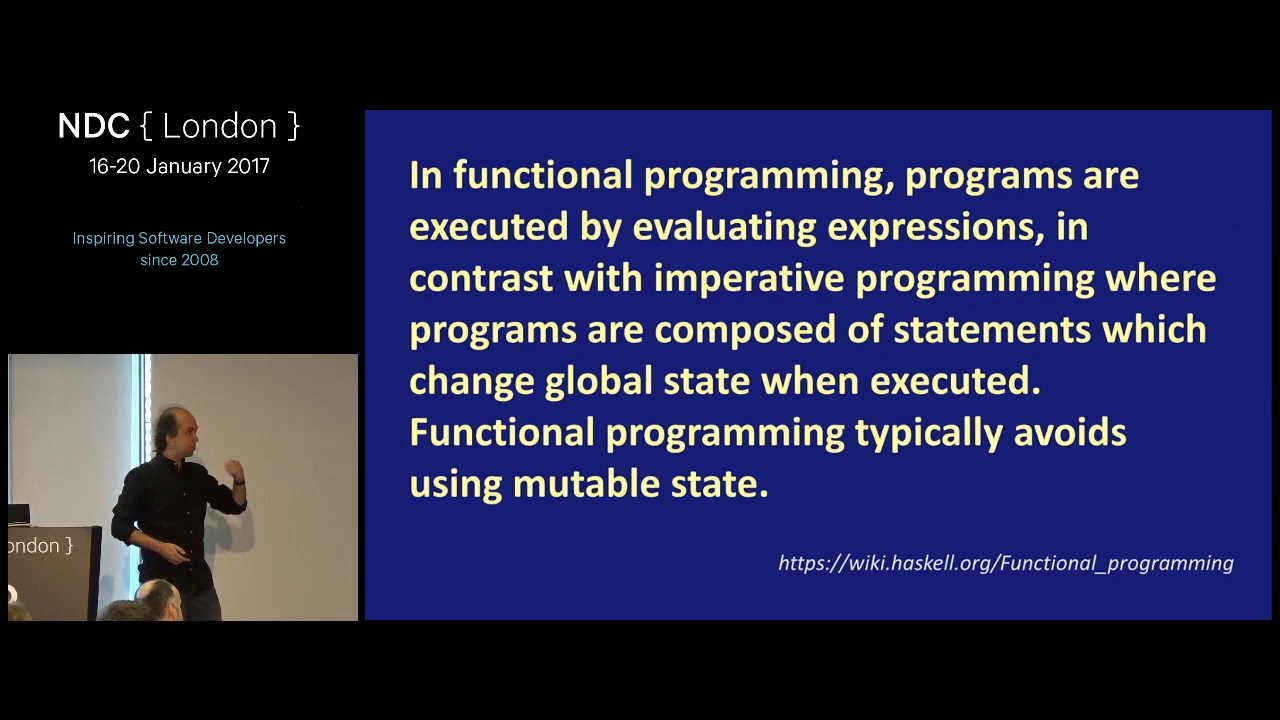 NDC { London }
16-20 January 2017
Inspiring Software Developers
since 2008
In functional programming, programs are
executed by evaluating expressions, in
contrast with imperative programming where
programs are composed of statements which
change global state when executed.
Functional programming typically avoids
using mutable state.
https://wiki.haskell.org/Functional_programming
ondon }